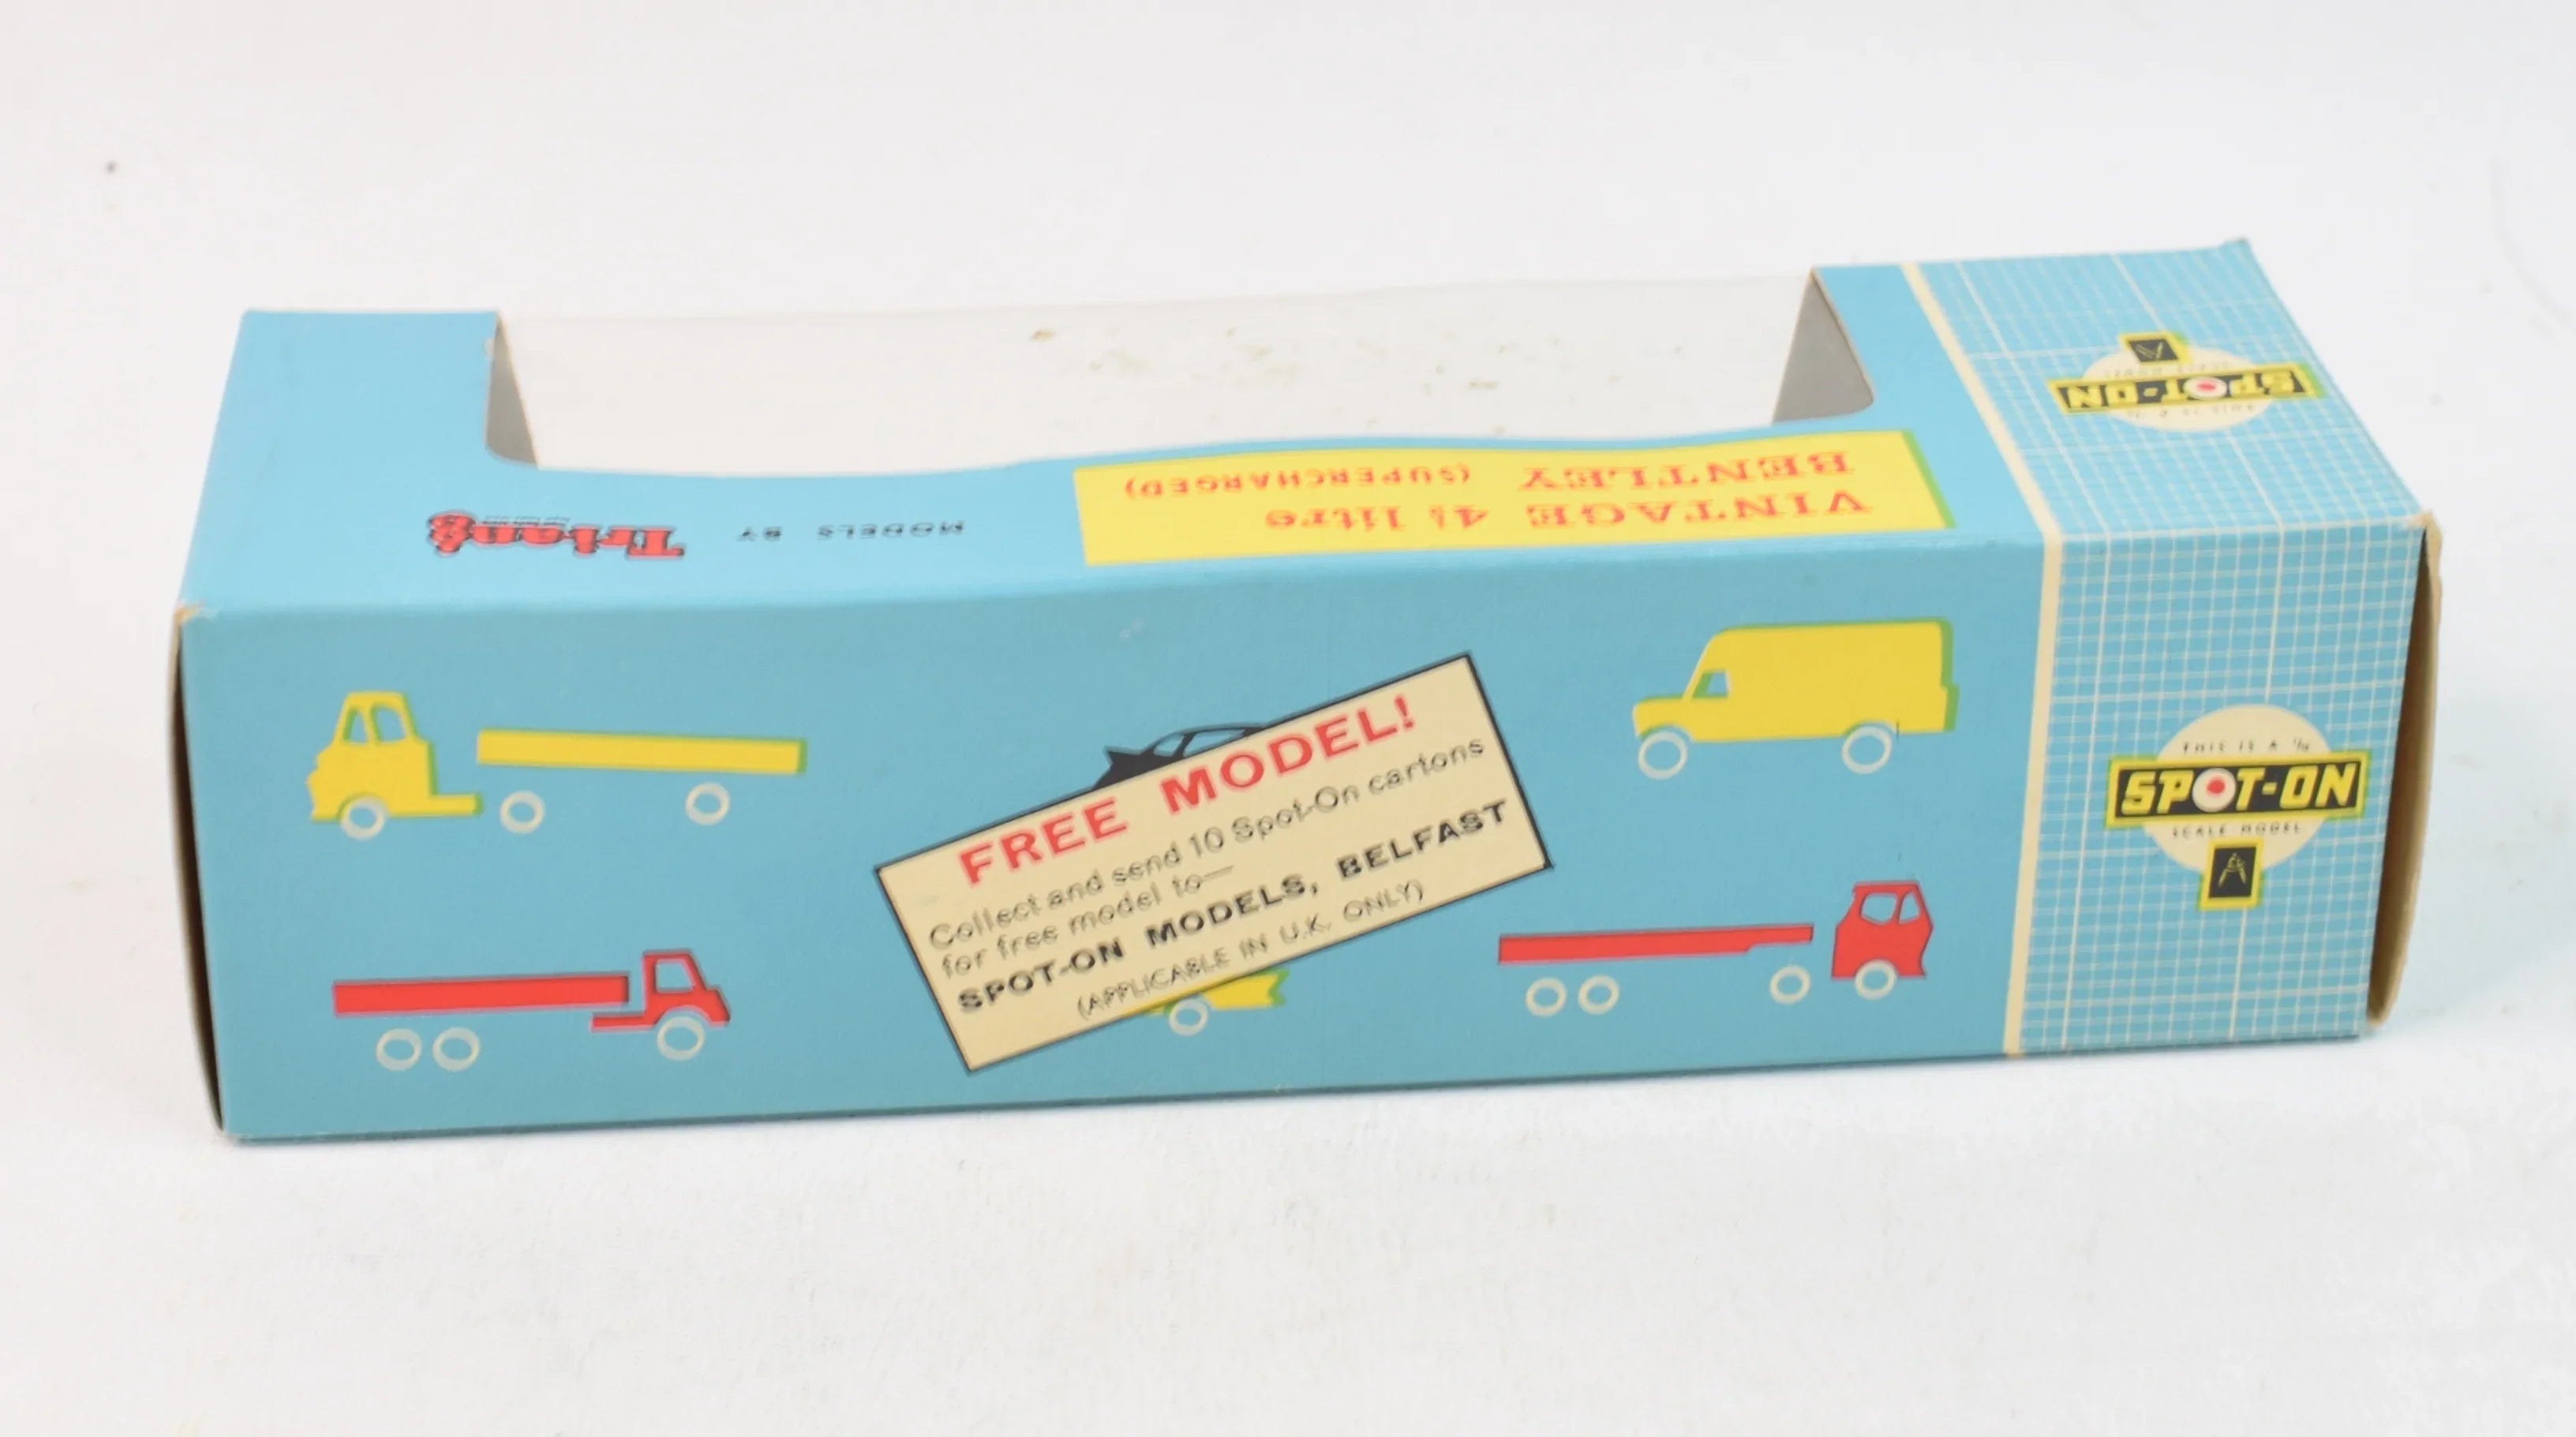 VINTAGE 4½ litre
BENTLEY (SUPERCHARGED)
MODELS BY
Tri-ang
SPOT-ON
FREE MODEL!
Collect and send 10 Spot-On cartons
for free model to—
SPOT-ON MODELS, BELFAST
(APPLICABLE IN U.K. ONLY)
THIS IS A 1/42
SPOT-ON
SCALE MODEL